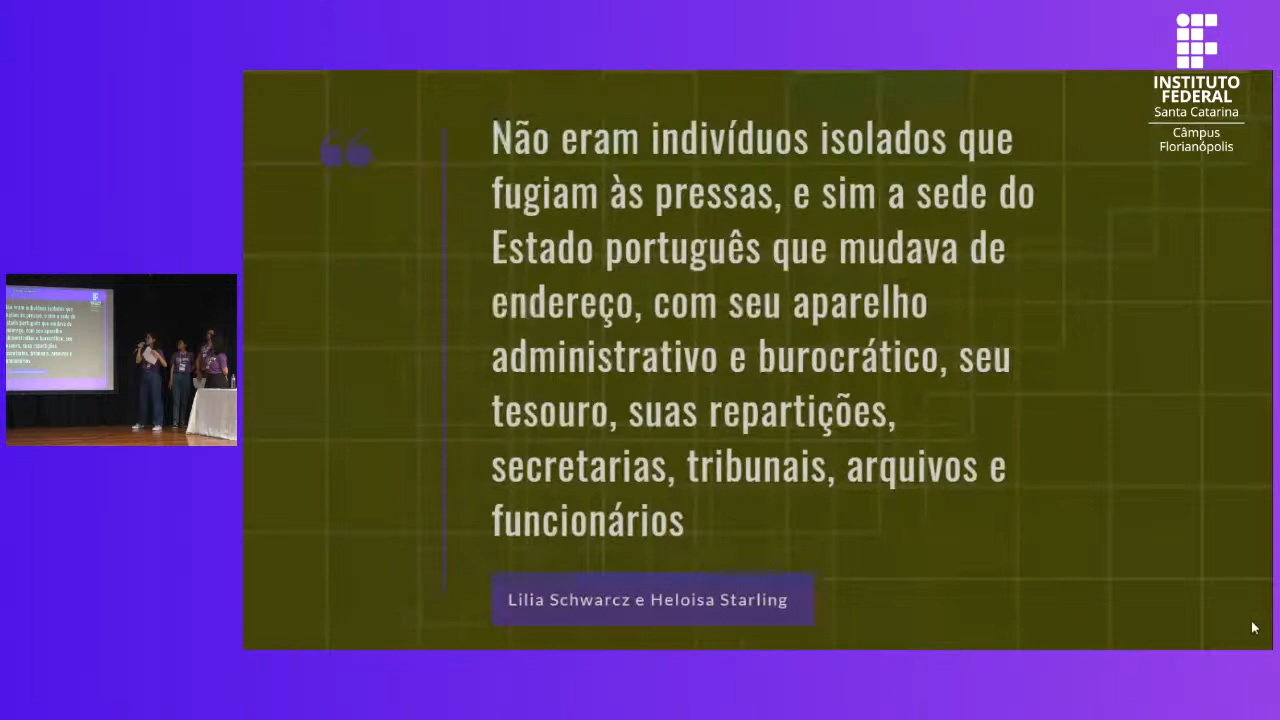 INSTITUTO
FEDERAL
Santa Catarina
Câmpus
Florianópolis
“
Não eram indivíduos isolados que
fugiam às pressas, e sim a sede do
Estado português que mudava de
endereço, com seu aparelho
administrativo e burocrático, seu
tesouro, suas repartições,
secretarias, tribunais, arquivos e
funcionários
Lilia Schwarcz e Heloisa Starling